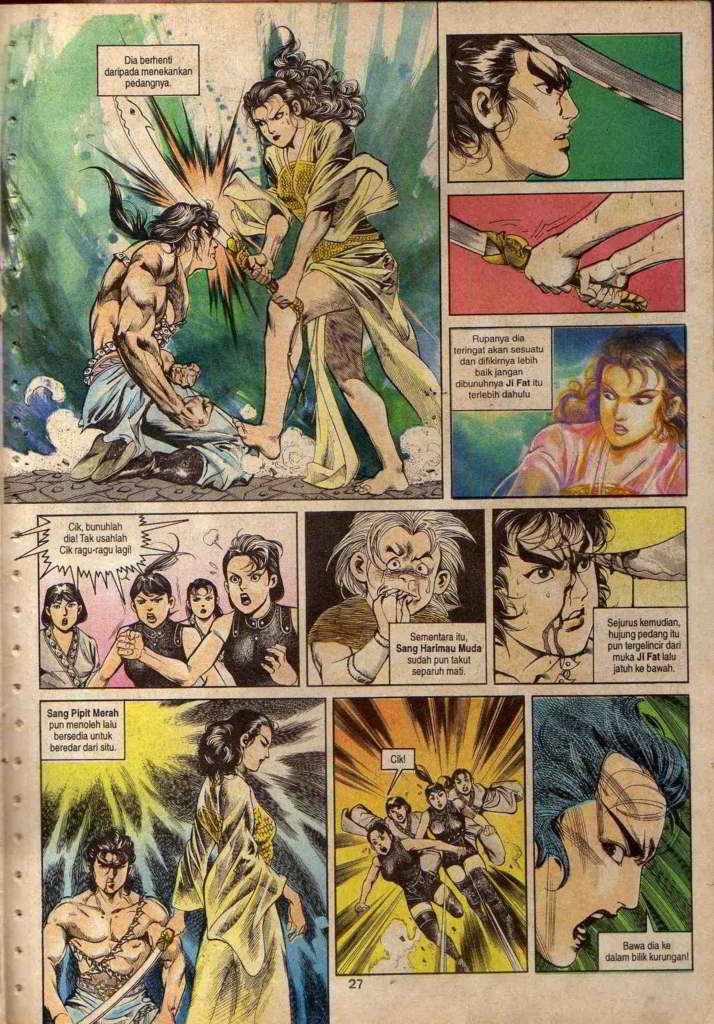 Dia berhenti
daripada menekankan
pedangnya.
Rupanya dia
teringat akan sesuatu
dan difikirnya lebih
baik jangan
dibunuhnya Ji Fat itu
terlebih dahulu
Cik, bunuhlah
dia! Tak usahlah
Cik ragu-ragu lagi!
Sementara itu,
Sang Harimau Muda
sudah pun takut
separuh mati.
Sejurus kemudian,
hujung pedang itu
pun tergelincir dari
muka Ji Fat lalu
jatuh ke bawah.
Sang Pipit Merah
pun menoleh lalu
bersedia untuk
beredar dari situ.
Cik!
Bawa dia ke
dalam bilik kurungan!
27